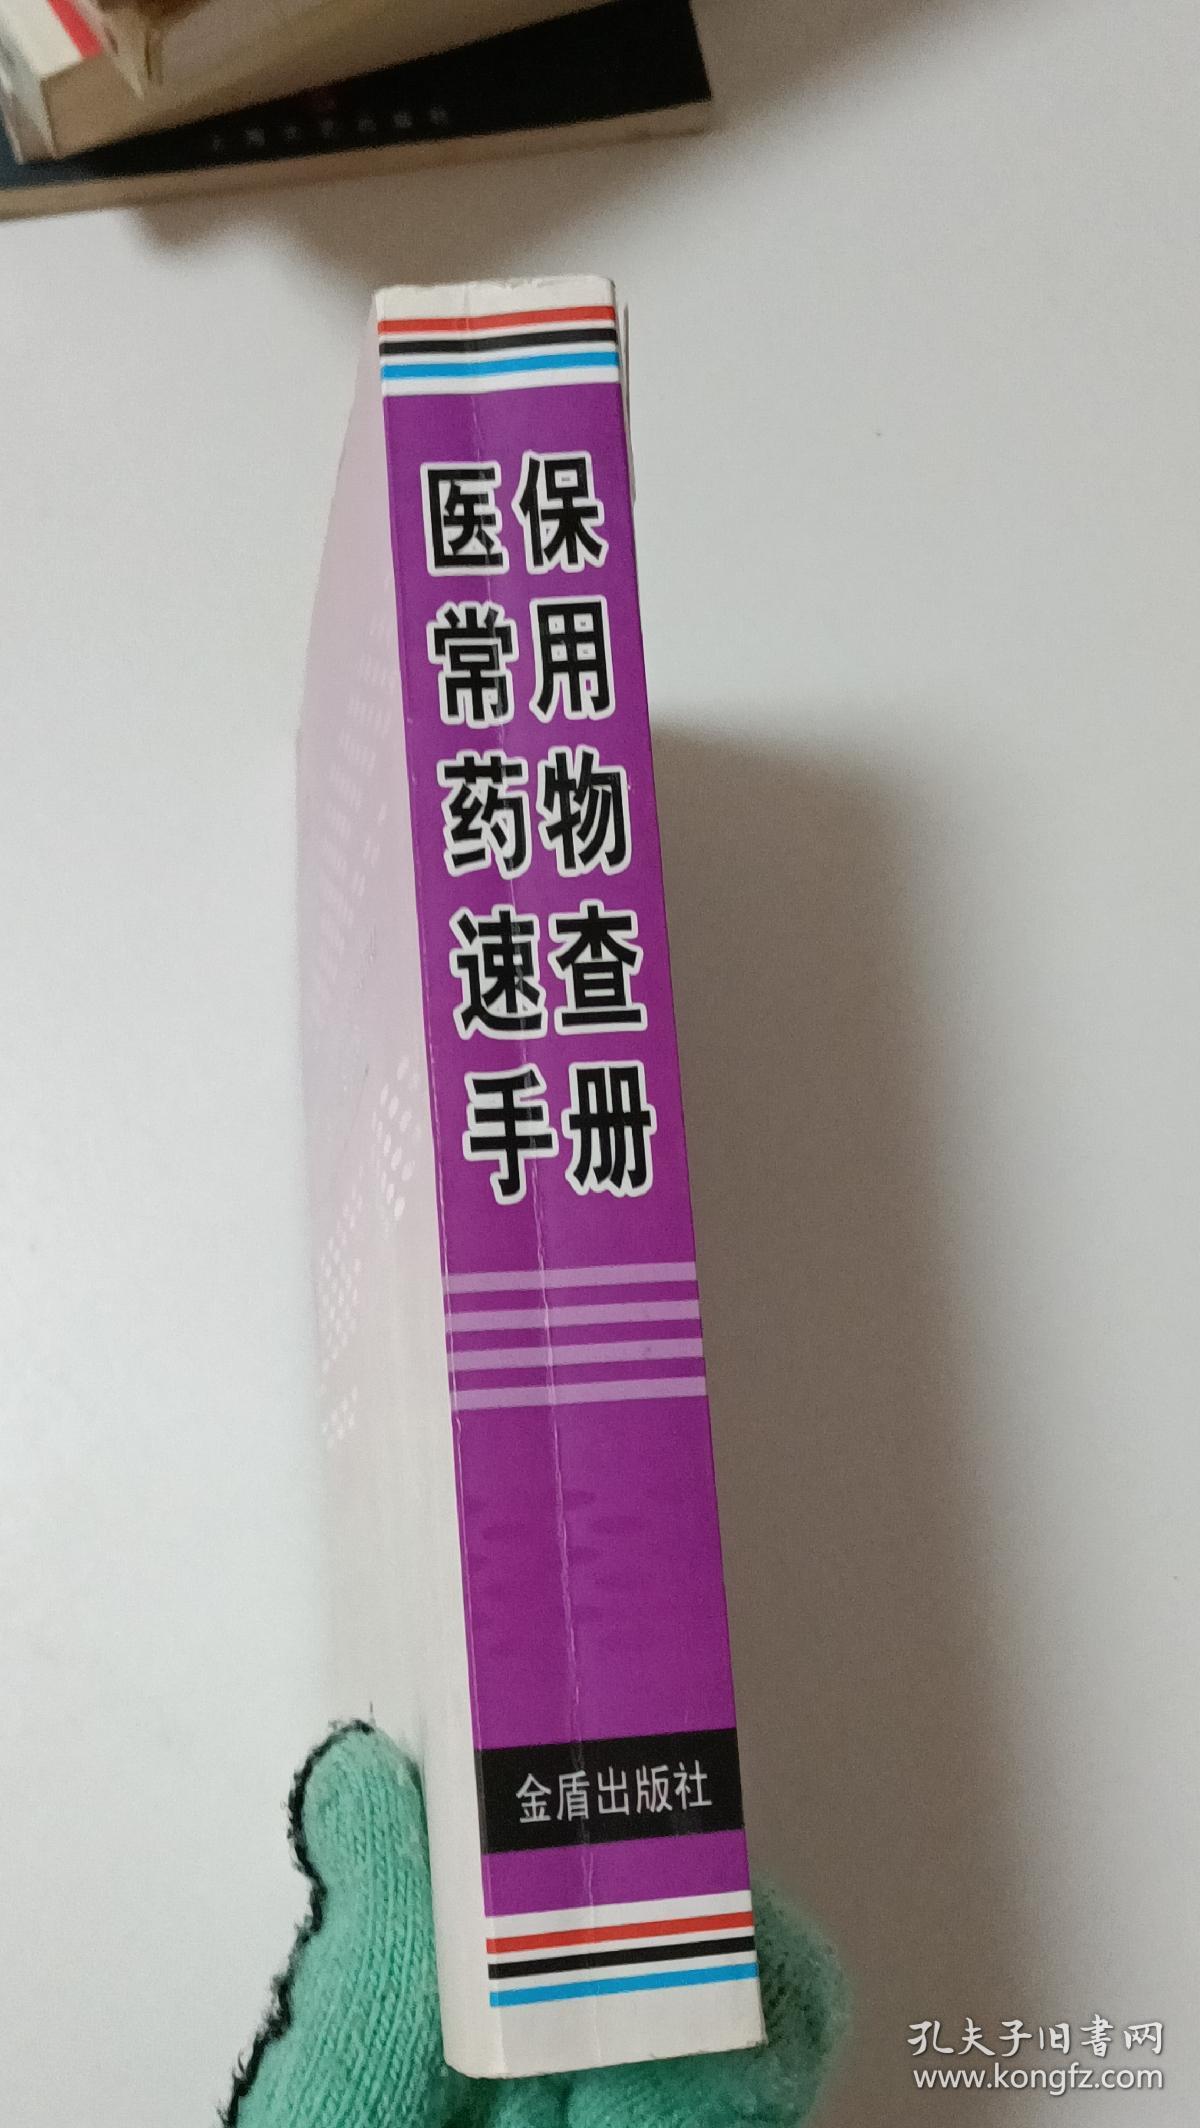 医保
常用
药物
速查
手册
金盾出版社
孔夫子旧书网
www.kongfz.com